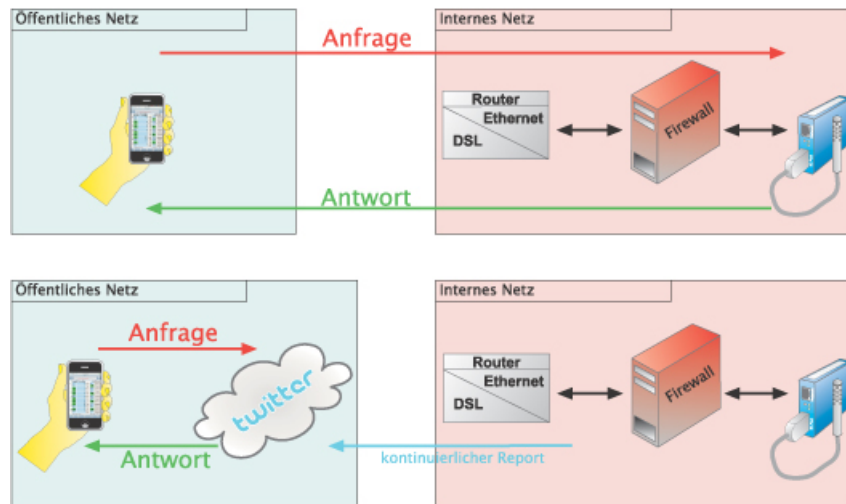 Öffentliches Netz
Internes Netz
Anfrage
Router
Ethernet
DSL
Firewall
Antwort
Öffentliches Netz
Internes Netz
Anfrage
Router
Ethernet
DSL
Firewall
twitter
Antwort
kontinuierlicher Report